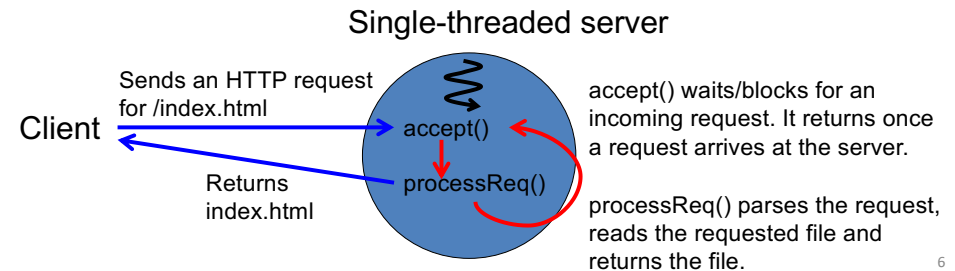 Single-threaded server
Sends an HTTP request
for /index.html
Client
accept()
processReq()
Returns
index.html
accept() waits/blocks for an
incoming request. It returns once
a request arrives at the server.
processReq() parses the request,
reads the requested file and
returns the file.
6